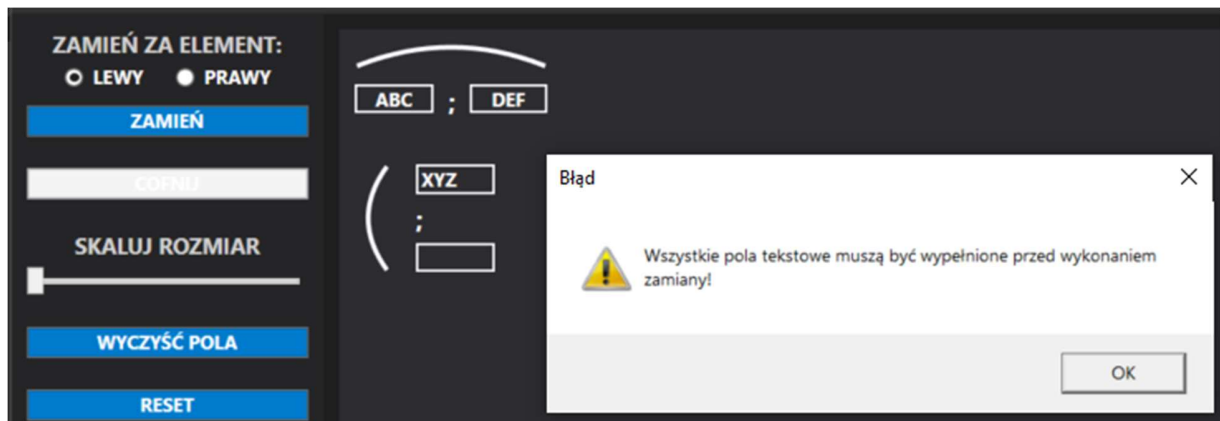 ZAMIEŃ ZA ELEMENT:
LEWY PRAWY
ZAMIEŃ
COFNIJ
SKALUJ ROZMIAR
WYCZYŚĆ POLA
RESET
ABC ; DEF
XYZ
;
Błąd
Wszystkie pola tekstowe muszą być wypełnione przed wykonaniem
zamiany!
OK